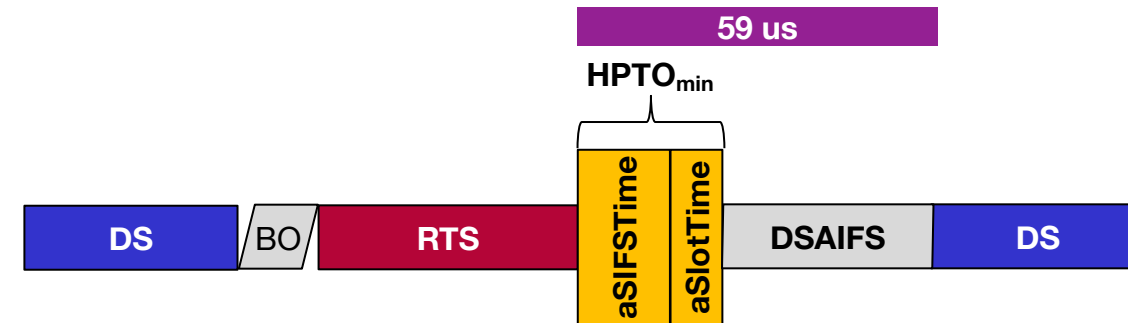 59 us
HPTOmin
aSIFSTime
aSlotTime
DS
BO
RTS
DSAIFS
DS